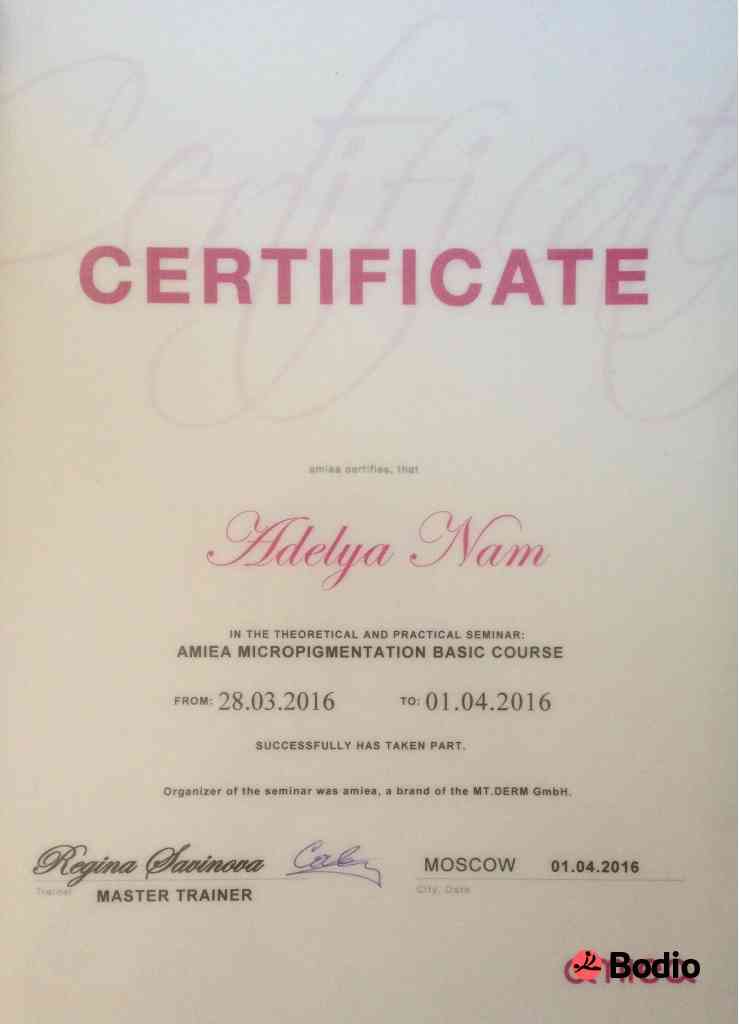 Certificate
CERTIFICATE
amiea certifies, that
Adelya Nam
IN THE THEORETICAL AND PRACTICAL SEMINAR:
AMIEA MICROPIGMENTATION BASIC COURSE
FROM: 28.03.2016 TO: 01.04.2016
SUCCESSFULLY HAS TAKEN PART.
Organizer of the seminar was amiea, a brand of the MT.DERM GmbH.
Regina Savinova MOSCOW 01.04.2016
Trainer MASTER TRAINER City, Date
Bodio